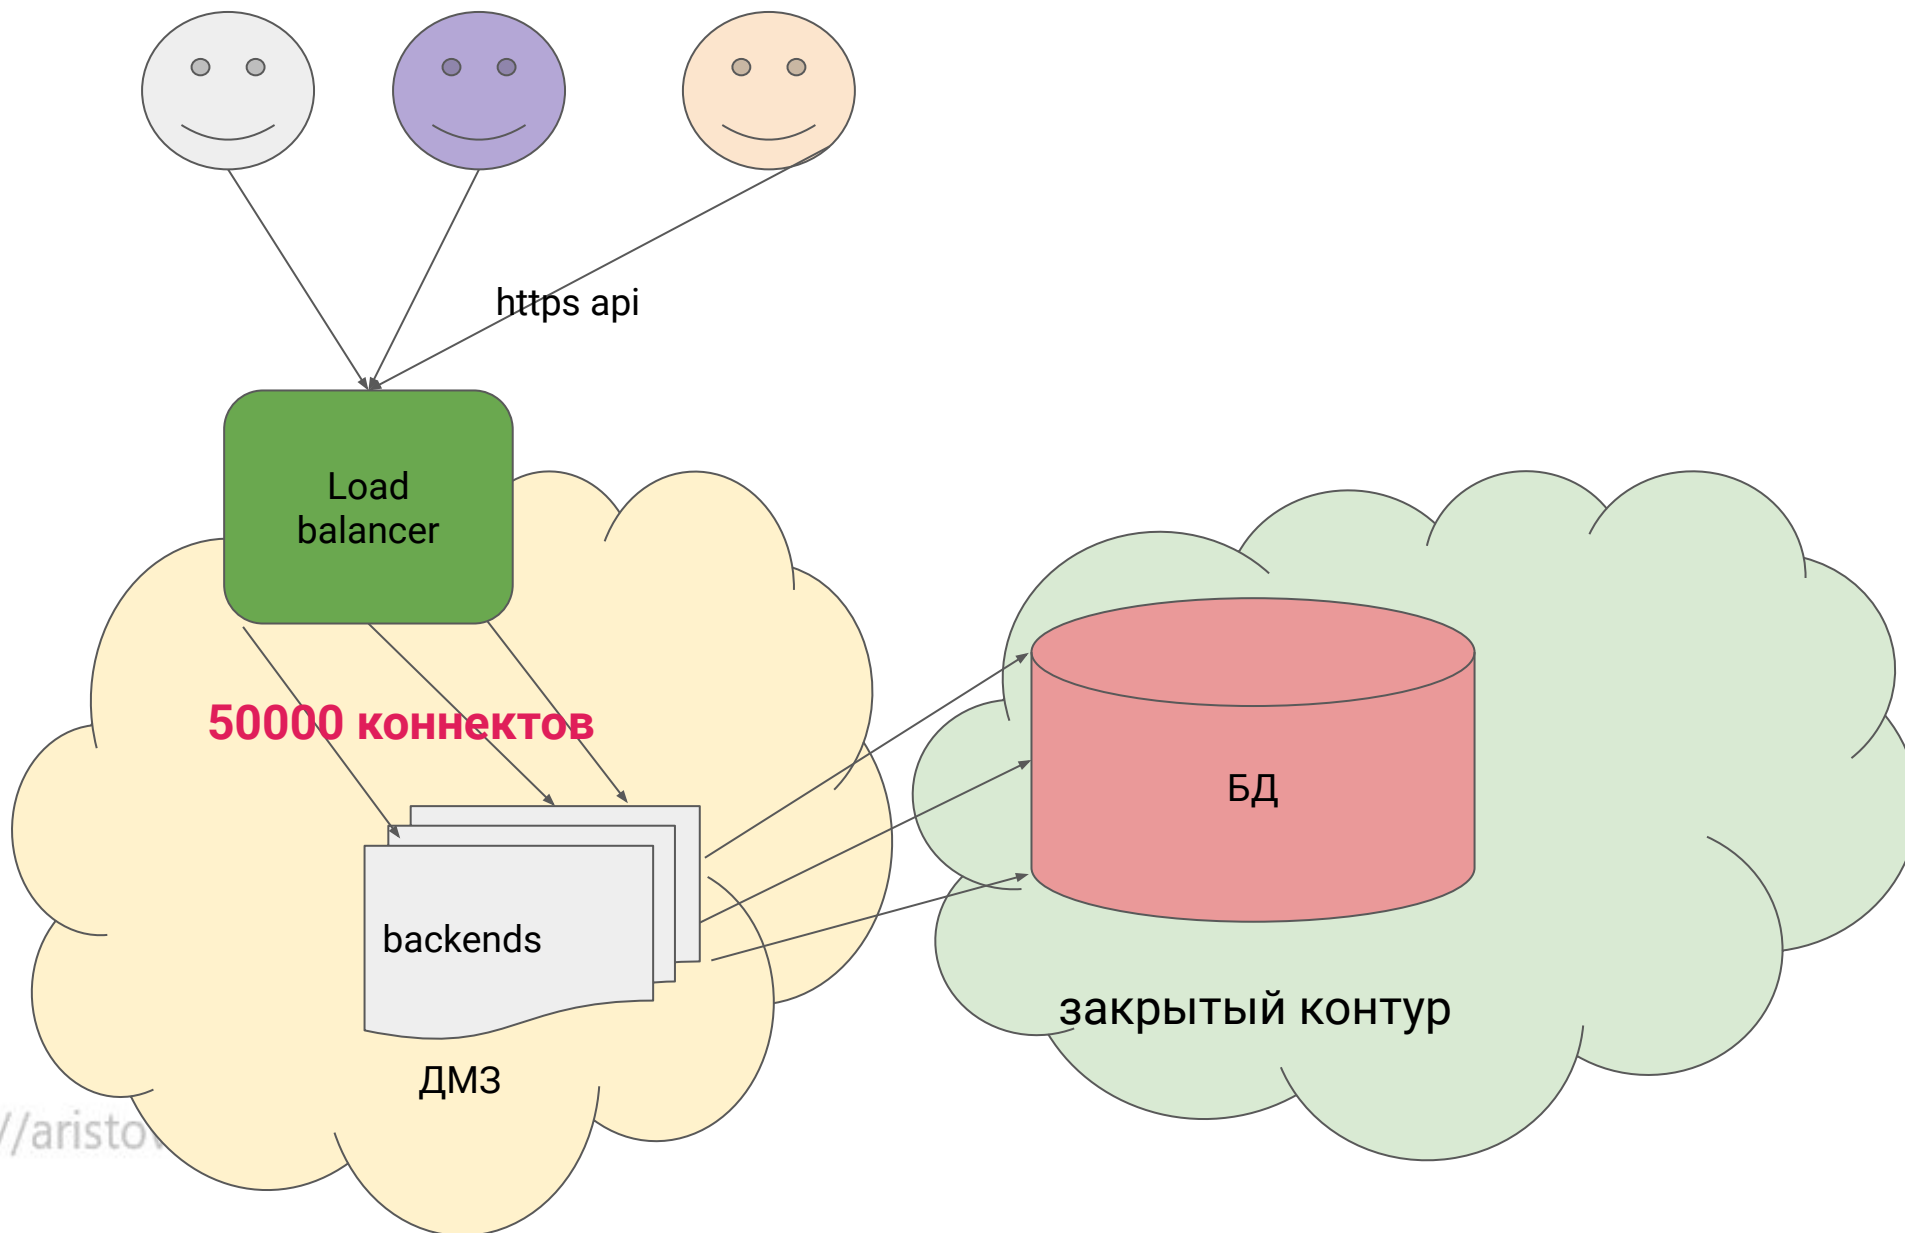 https api
Load
balancer
50000 коннектов
БД
backends
закрытый контур
ДМЗ